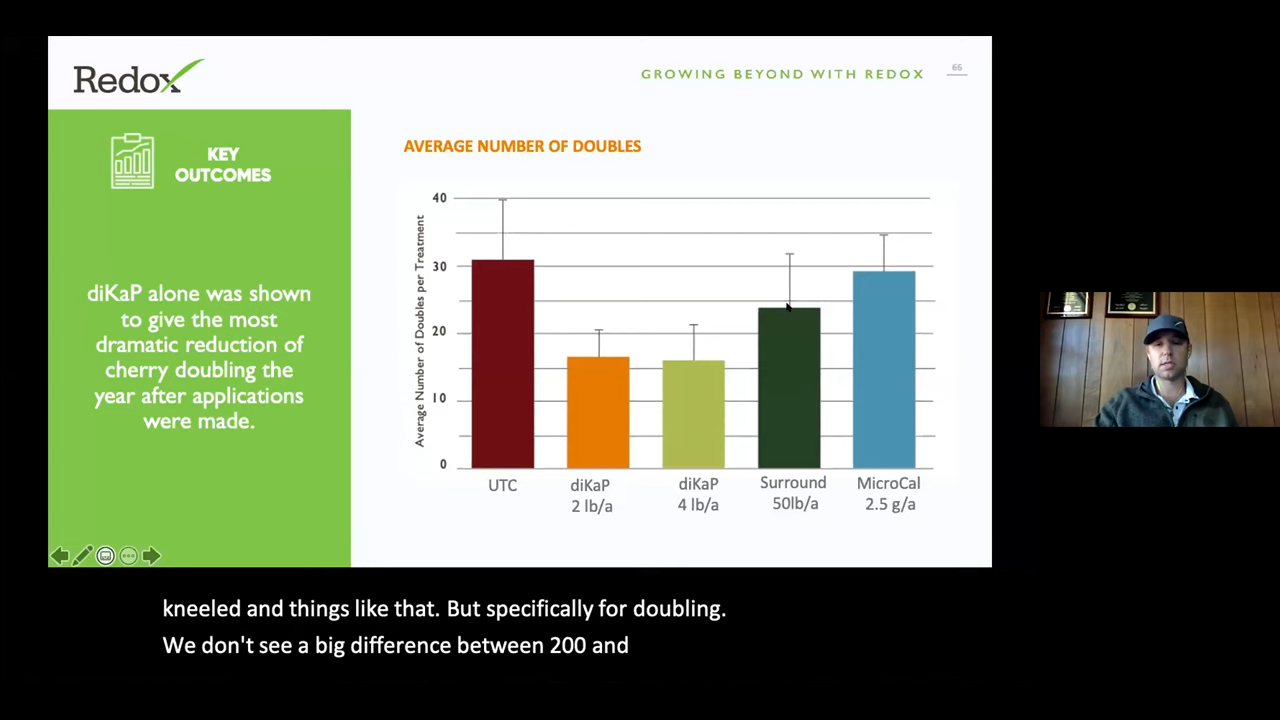 Redox
GROWING BEYOND WITH REDOX
66
KEY
OUTCOMES
diKaP alone was shown
to give the most
dramatic reduction of
cherry doubling the
year after applications
were made.
AVERAGE NUMBER OF DOUBLES
Average Number of Doubles per Treatment
40
30
20
10
0
UTC
diKaP
2 lb/a
diKaP
4 lb/a
Surround
50lb/a
MicroCal
2.5 g/a
kneeled and things like that. But specifically for doubling.
We don't see a big difference between 200 and